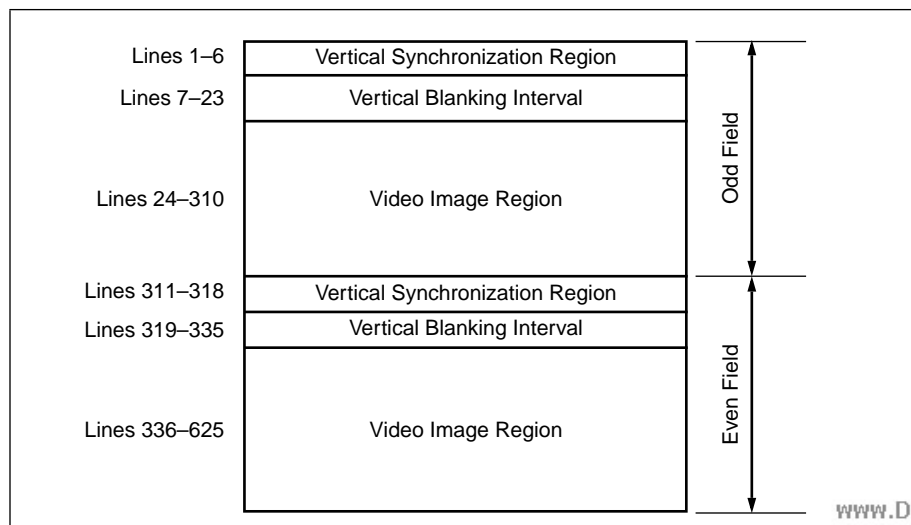 Lines 1–6 Vertical Synchronization Region
Lines 7–23 Vertical Blanking Interval
Lines 24–310 Video Image Region
Odd Field
Lines 311–318 Vertical Synchronization Region
Lines 319–335 Vertical Blanking Interval
Lines 336–625 Video Image Region
Even Field
www.D